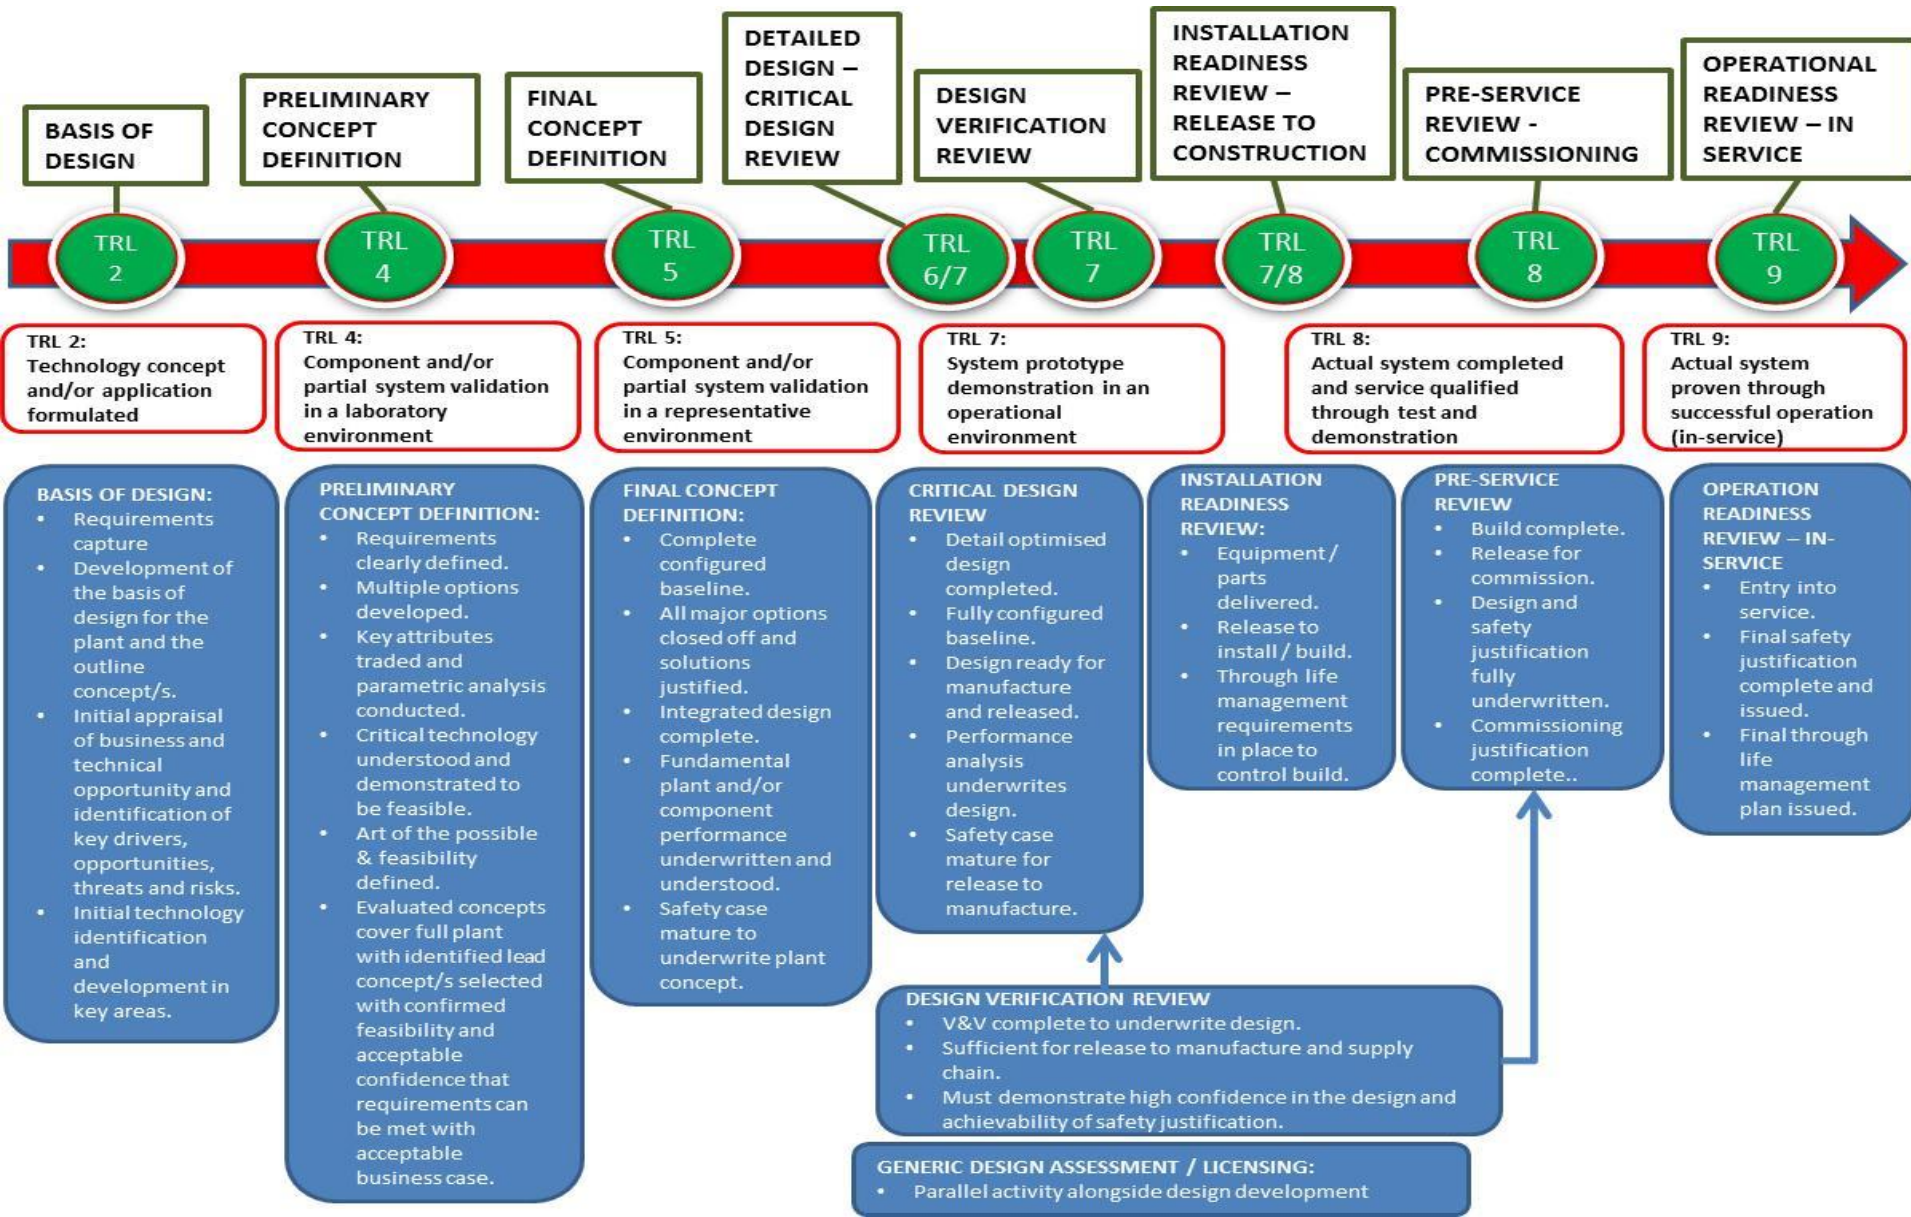 BASIS OF
DESIGN
PRELIMINARY
CONCEPT
DEFINITION
FINAL
CONCEPT
DEFINITION
DETAILED
DESIGN –
CRITICAL
DESIGN
REVIEW
DESIGN
VERIFICATION
REVIEW
INSTALLATION
READINESS
REVIEW –
RELEASE TO
CONSTRUCTION
PRE-SERVICE
REVIEW -
COMMISSIONING
OPERATIONAL
READINESS
REVIEW – IN
SERVICE
TRL
2
TRL
4
TRL
5
TRL
6/7
TRL
7
TRL
7/8
TRL
8
TRL
9
TRL 2:
Technology concept
and/or application
formulated
TRL 4:
Component and/or
partial system validation
in a laboratory
environment
TRL 5:
Component and/or
partial system validation
in a representative
environment
TRL 7:
System prototype
demonstration in an
operational
environment
TRL 8:
Actual system completed
and service qualified
through test and
demonstration
TRL 9:
Actual system
proven through
successful operation
(in-service)
BASIS OF DESIGN:
• Requirements
capture
• Development of
the basis of
design for the
plant and the
outline
concept/s.
• Initial appraisal
of business and
technical
opportunity and
identification of
key drivers,
opportunities,
threats and risks.
• Initial technology
identification
and
development in
key areas.
PRELIMINARY
CONCEPT DEFINITION:
• Requirements
clearly defined.
• Multiple options
developed.
• Key attributes
traded and
parametric analysis
conducted.
• Critical technology
understood and
demonstrated to
be feasible.
• Art of the possible
& feasibility
defined.
• Evaluated concepts
cover full plant
with identified lead
concept/s selected
with confirmed
feasibility and
acceptable
confidence that
requirements can
be met with
acceptable
business case.
FINAL CONCEPT
DEFINITION:
• Complete
configured
baseline.
• All major options
closed off and
solutions
justified.
• Integrated design
complete.
• Fundamental
plant and/or
component
performance
underwritten and
understood.
• Safety case
mature to
underwrite plant
concept.
CRITICAL DESIGN
REVIEW
• Detail optimised
design
completed.
• Fully configured
baseline.
• Design ready for
manufacture
and released.
• Performance
analysis
underwrites
design.
• Safety case
mature for
release to
manufacture.
INSTALLATION
READINESS
REVIEW:
• Equipment /
parts
delivered.
• Release to
install / build.
• Through life
management
requirements
in place to
control build.
PRE-SERVICE
REVIEW
• Build complete.
• Release for
commission.
• Design and
safety
justification
fully
underwritten.
• Commissioning
justification
complete..
OPERATION
READINESS
REVIEW – IN-
SERVICE
• Entry into
service.
• Final safety
justification
complete and
issued.
• Final through
life
management
plan issued.
DESIGN VERIFICATION REVIEW
• V&V complete to underwrite design.
• Sufficient for release to manufacture and supply
chain.
• Must demonstrate high confidence in the design and
achievability of safety justification.
GENERIC DESIGN ASSESSMENT / LICENSING:
• Parallel activity alongside design development